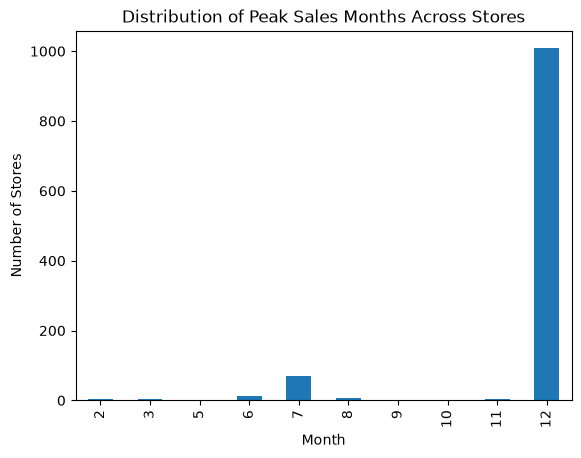 Distribution of Peak Sales Months Across Stores
1000
800
600
400
200
0
Number of Stores
2 3 5 6 7 8 9 10 11 12
Month